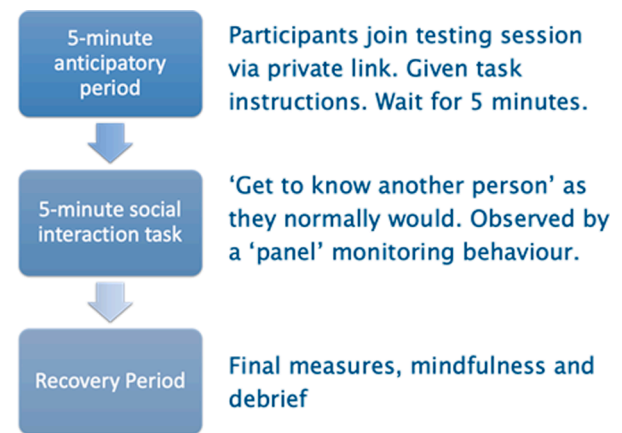 5-minute
anticipatory
period
Participants join testing session
via private link. Given task
instructions. Wait for 5 minutes.
5-minute social
interaction task
‘Get to know another person’ as
they normally would. Observed by
a ‘panel’ monitoring behaviour.
Recovery Period
Final measures, mindfulness and
debrief